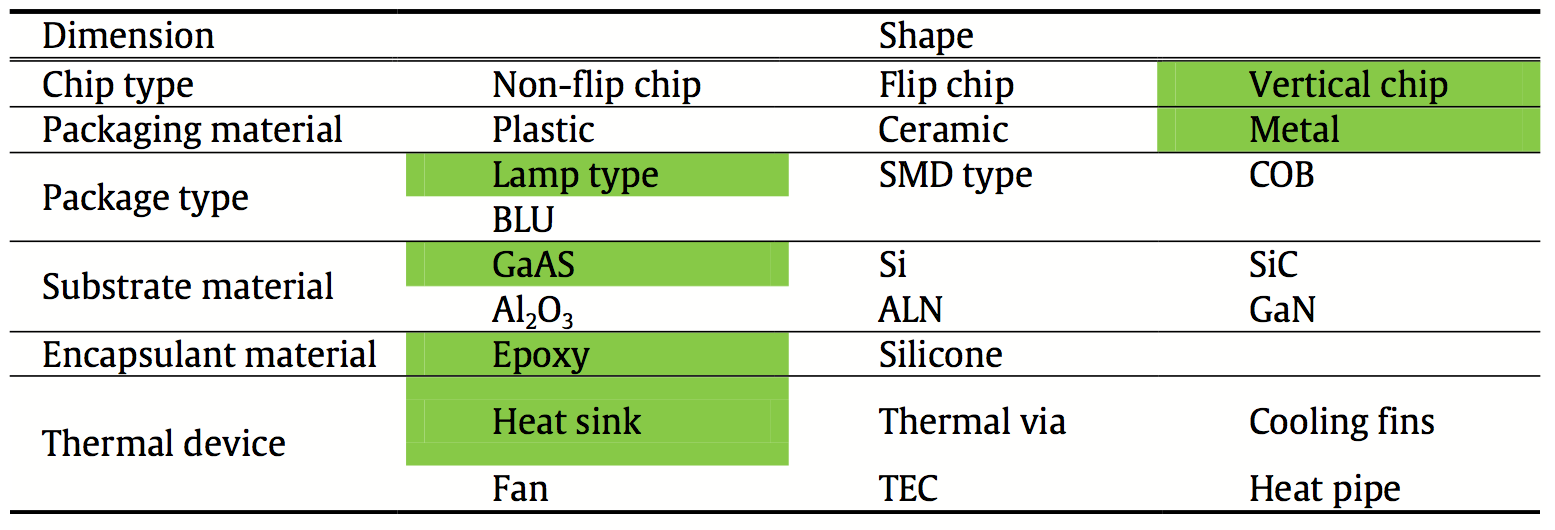 Dimension Shape
Chip type Non-flip chip Flip chip Vertical chip
Packaging material Plastic Ceramic Metal
Package type Lamp type SMD type COB
BLU
Substrate material GaAS Si SiC
Al₂O₃ ALN GaN
Encapsulant material Epoxy Silicone
Thermal device Heat sink Thermal via Cooling fins
Fan TEC Heat pipe